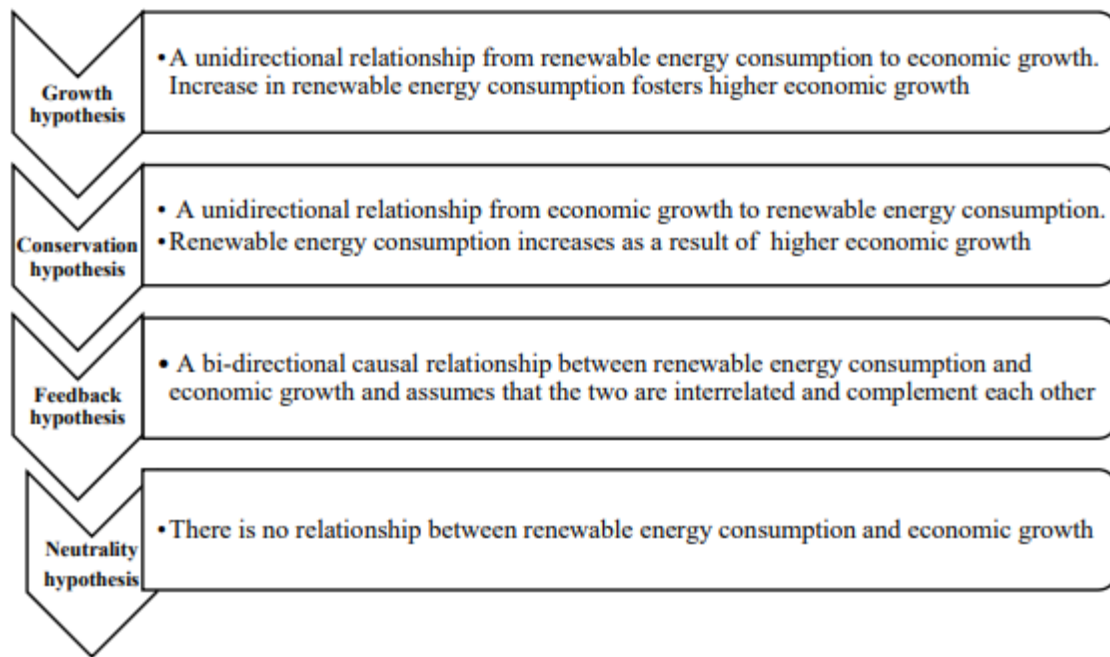 Growth
hypothesis
•A unidirectional relationship from renewable energy consumption to economic growth.
Increase in renewable energy consumption fosters higher economic growth
Conservation
hypothesis
• A unidirectional relationship from economic growth to renewable energy consumption.
•Renewable energy consumption increases as a result of higher economic growth
Feedback
hypothesis
• A bi-directional causal relationship between renewable energy consumption and
economic growth and assumes that the two are interrelated and complement each other
Neutrality
hypothesis
•There is no relationship between renewable energy consumption and economic growth